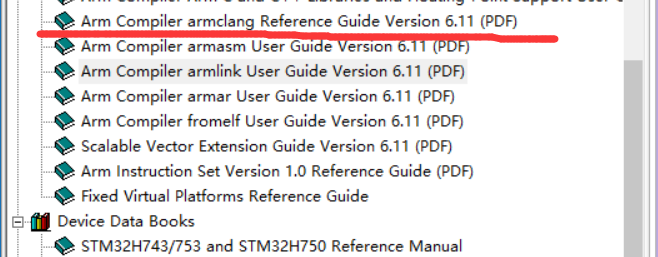 Arm Compiler armclang Reference Guide Version 6.11 (PDF)
Arm Compiler armasm User Guide Version 6.11 (PDF)
Arm Compiler armlink User Guide Version 6.11 (PDF)
Arm Compiler armar User Guide Version 6.11 (PDF)
Arm Compiler fromelf User Guide Version 6.11 (PDF)
Scalable Vector Extension Guide Version 6.11 (PDF)
Arm Instruction Set Version 1.0 Reference Guide (PDF)
Fixed Virtual Platforms Reference Guide
Device Data Books
STM32H743/753 and STM32H750 Reference Manual